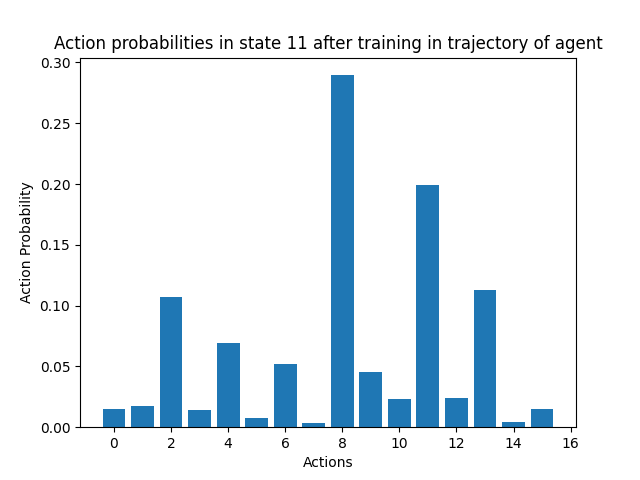 Action probabilities in state 11 after training in trajectory of agent
0.30
0.25
0.20
0.15
0.10
0.05
0.00
Action Probability
0 2 4 6 8 10 12 14 16
Actions